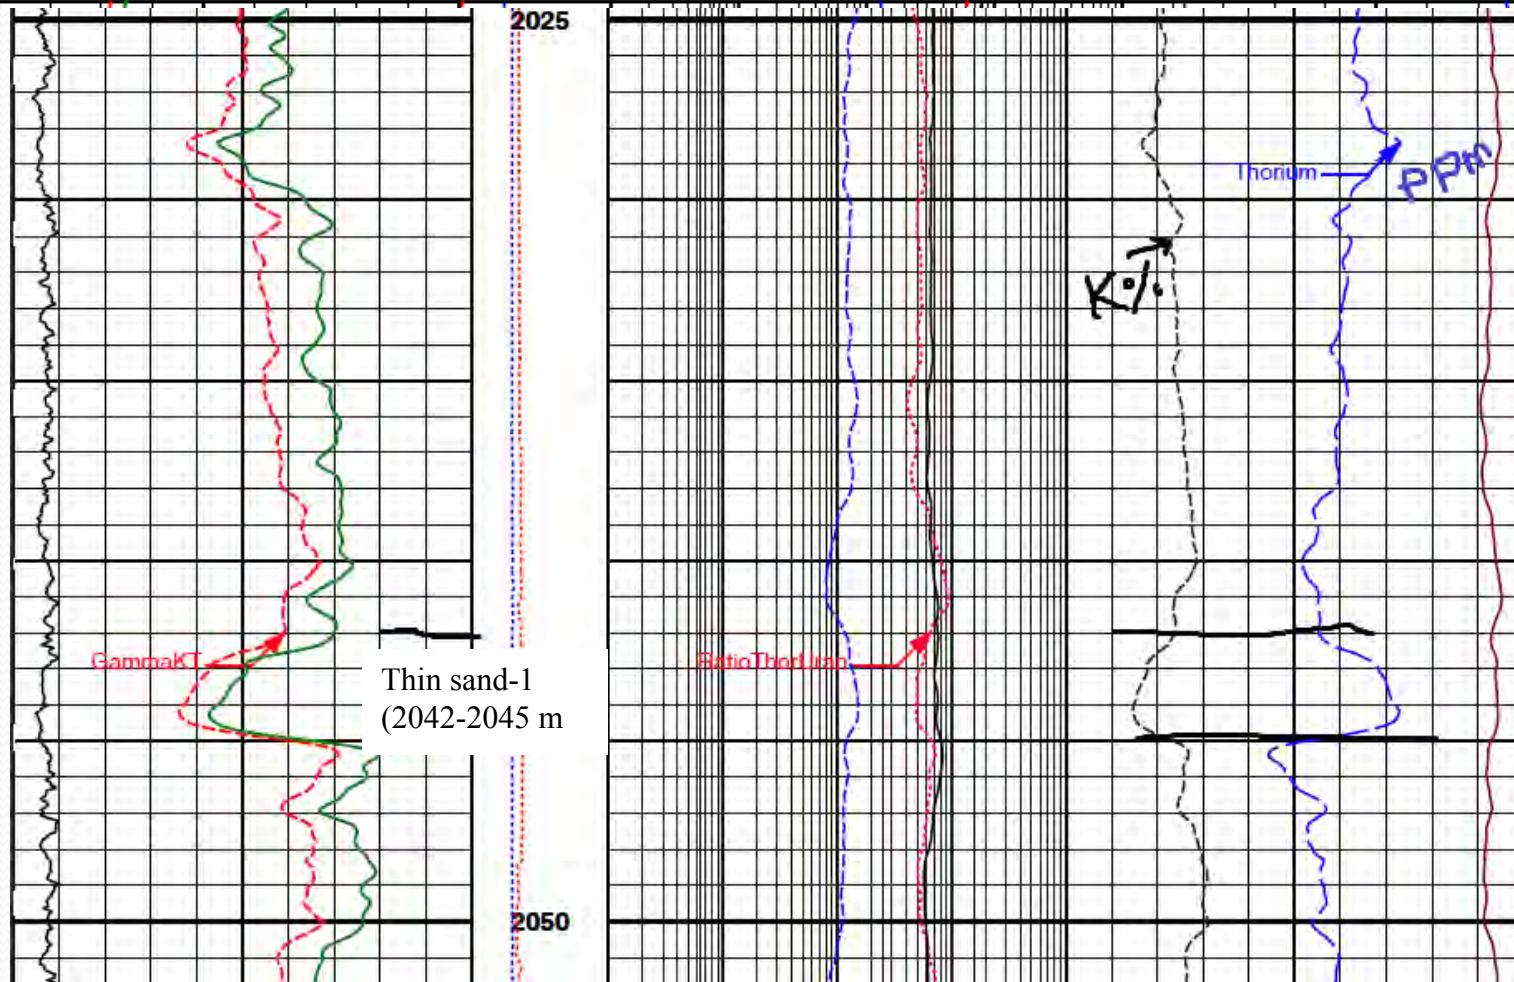 2025
Thorium
ppm
K%
GammaKT
RatioThorUran
Thin sand-1
(2042-2045 m
2050